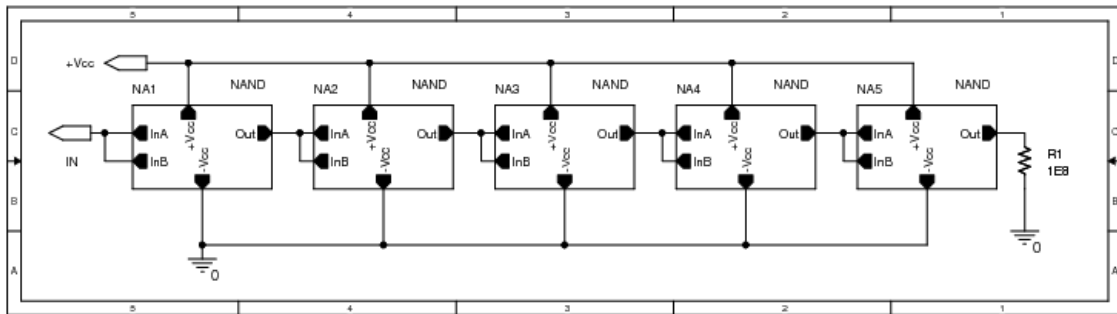 5 4 3 2 1
D +Vcc D
NA1 NAND NA2 NAND NA3 NAND NA4 NAND NA5 NAND
C InA +Vcc Out InA +Vcc Out InA +Vcc Out InA +Vcc Out InA +Vcc Out C
IN InB -Vcc InB -Vcc InB -Vcc InB -Vcc InB -Vcc R1
1E8
B B
0
A 0 A
5 4 3 2 1